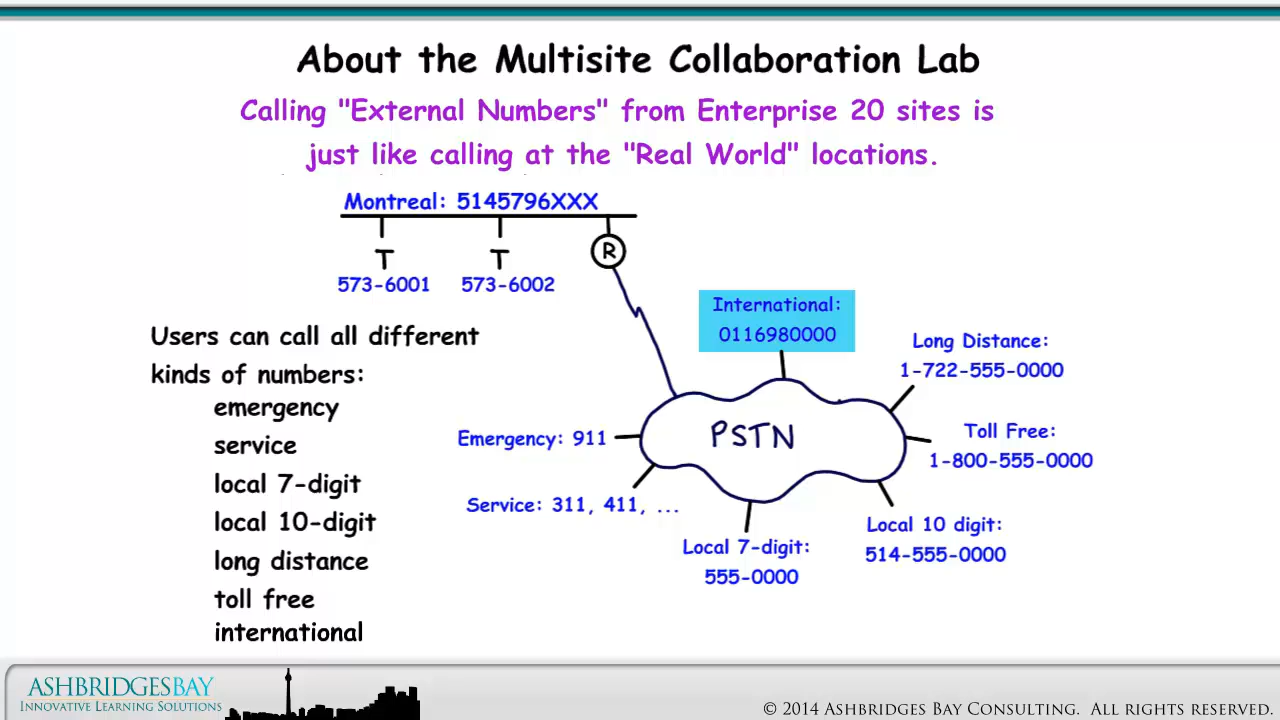 About the Multisite Collaboration Lab
Calling "External Numbers" from Enterprise 20 sites is
just like calling at the "Real World" locations.
Montreal: 5145796XXX
T
T
R
573-6001
573-6002
Users can call all different
kinds of numbers:
emergency
service
local 7-digit
local 10-digit
long distance
toll free
international
International:
0116980000
Long Distance:
1-722-555-0000
Toll Free:
1-800-555-0000
PSTN
Emergency: 911
Service: 311, 411, ...
Local 7-digit:
555-0000
Local 10 digit:
514-555-0000
ASHBRIDGESBAY
INNOVATIVE LEARNING SOLUTIONS
© 2014 ASHBRIDGES BAY CONSULTING. ALL RIGHTS RESERVED.